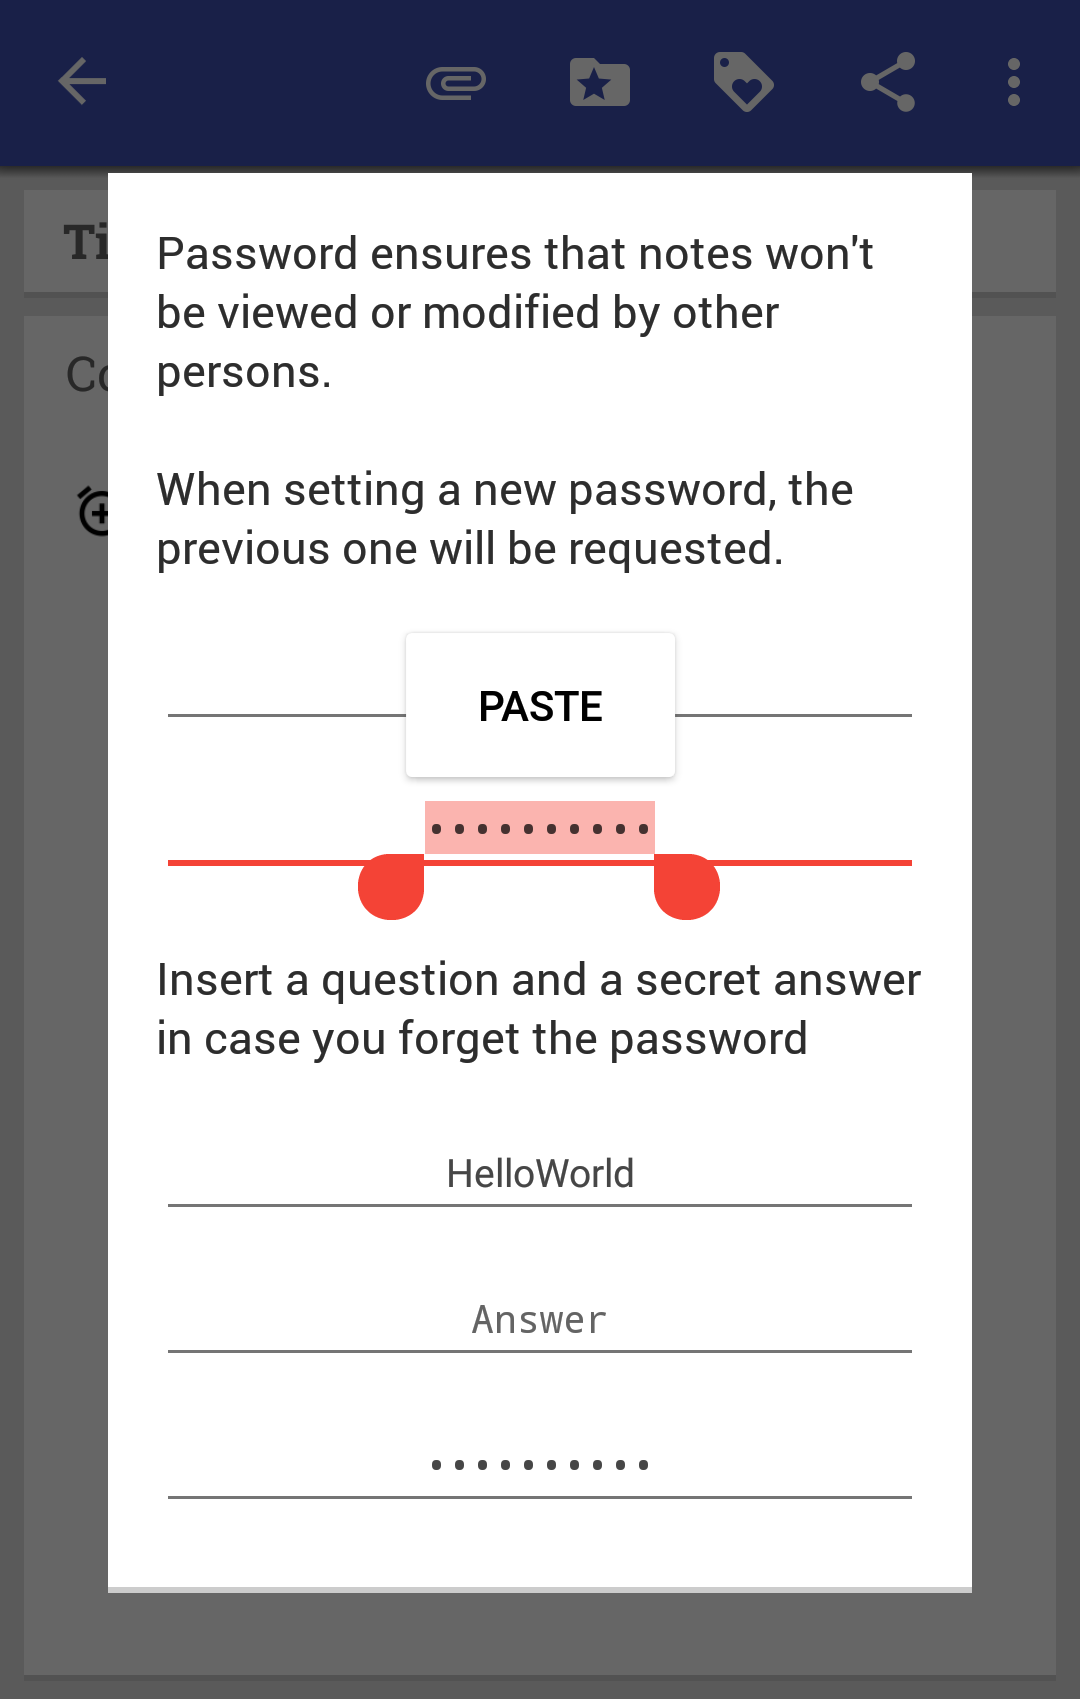 Ti
Password ensures that notes won't
be viewed or modified by other
persons.
Co
When setting a new password, the
previous one will be requested.
PASTE
••••••••••
Insert a question and a secret answer
in case you forget the password
HelloWorld
Answer
••••••••••